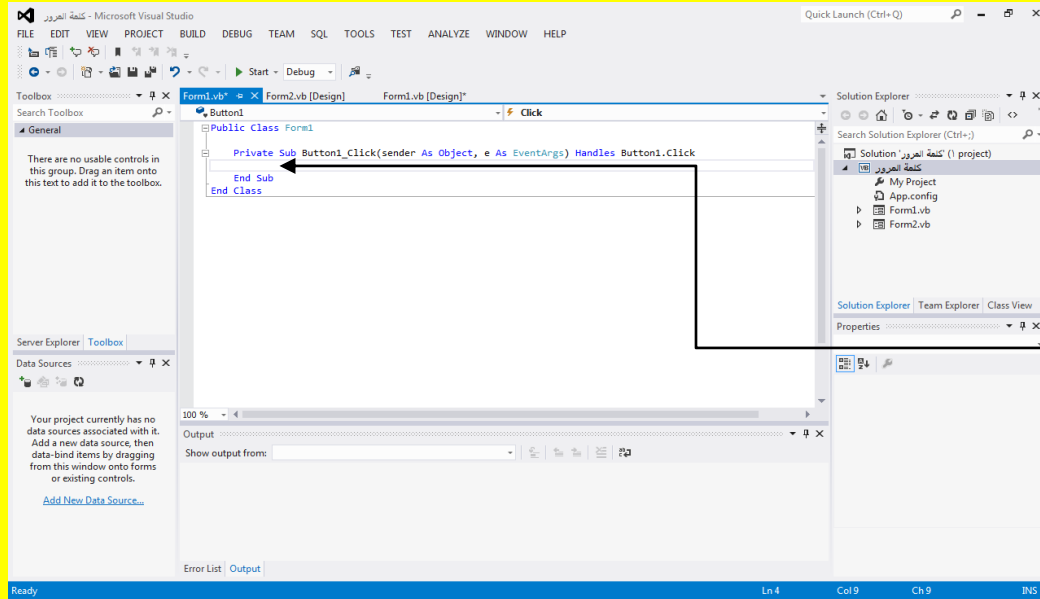 كلمة المرور - Microsoft Visual Studio
Quick Launch (Ctrl+Q)
FILE EDIT VIEW PROJECT BUILD DEBUG TEAM SQL TOOLS TEST ANALYZE WINDOW HELP
Start Debug
Toolbox
Search Toolbox
General
There are no usable controls in
this group. Drag an item onto
this text to add it to the toolbox.
Server Explorer Toolbox
Data Sources
Your project currently has no
data sources associated with it.
Add a new data source, then
data-bind items by dragging
from this window onto forms
or existing controls.
Add New Data Source...
Form1.vb* Form2.vb [Design] Form1.vb [Design]*
Button1 Click
Public Class Form1
Private Sub Button1_Click(sender As Object, e As EventArgs) Handles Button1.Click
End Sub
End Class
100 %
Output
Show output from:
Error List Output
Solution Explorer
Search Solution Explorer (Ctrl+;)
Solution 'كلمة المرور' (١ project)
كلمة المرور
My Project
App.config
Form1.vb
Form2.vb
Solution Explorer Team Explorer Class View
Properties
Ready Ln 4 Col 9 Ch 9 INS